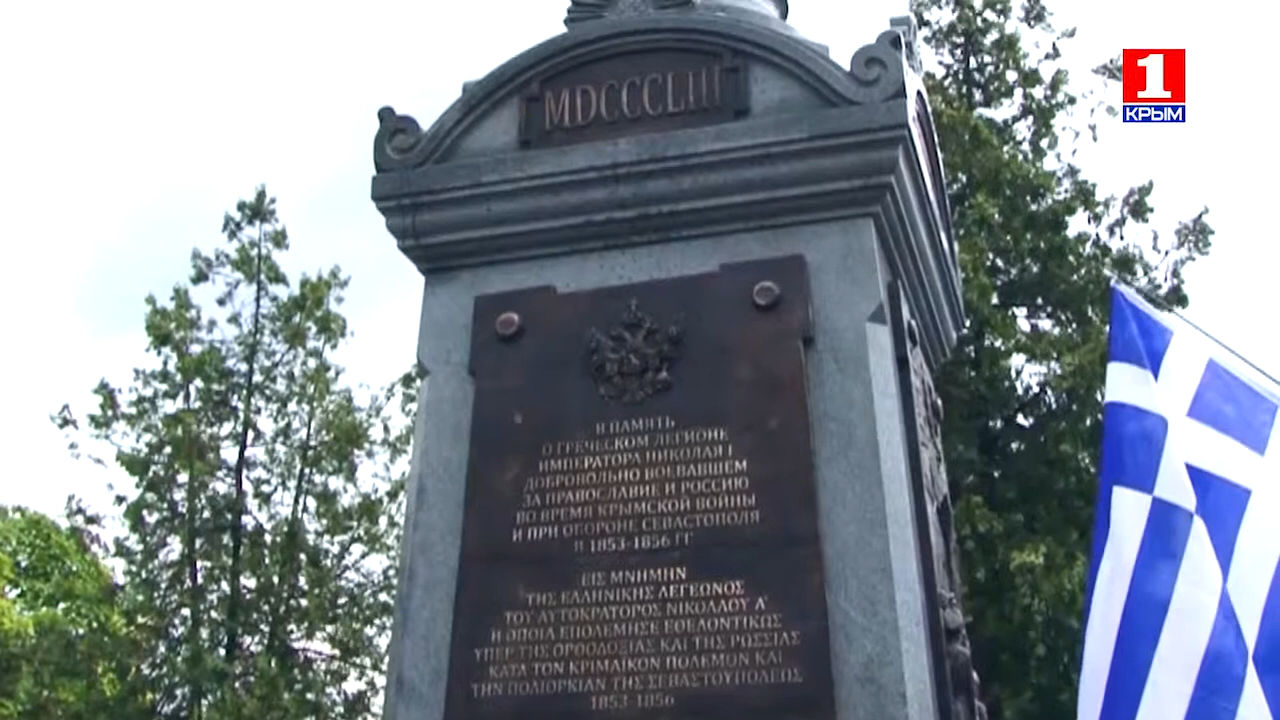 1
КРЫМ
MDCCCLIII
В ПАМЯТЬ
О ГРЕЧЕСКОМ ЛЕГИОНЕ
ИМПЕРАТОРА НИКОЛАЯ I
ДОБРОВОЛЬНО ВОЕВАВШЕМ
ЗА ПРАВОСЛАВИЕ И РОССИЮ
ВО ВРЕМЯ КРЫМСКОЙ ВОЙНЫ
И ПРИ ОБОРОНЕ СЕВАСТОПОЛЯ
В 1853-1856 ГГ
ΕΙΣ ΜΝΗΜΗΝ
ΤΗΣ ΕΛΛΗΝΙΚΗΣ ΛΕΓΕΩΝΟΣ
ΤΟΥ ΑΥΤΟΚΡΑΤΟΡΟΣ ΝΙΚΟΛΑΟΥ Α'
Η ΟΠΟΙΑ ΕΠΟΛΕΜΗΣΕ ΕΘΕΛΟΝΤΙΚΩΣ
ΥΠΕΡ ΤΗΣ ΟΡΘΟΔΟΞΙΑΣ ΚΑΙ ΤΗΣ ΡΩΣΣΙΑΣ
ΚΑΤΑ ΤΟΝ ΚΡΙΜΑΪΚΟΝ ΠΟΛΕΜΟΝ ΚΑΙ
ΤΗΝ ΠΟΛΙΟΡΚΙΑΝ ΤΗΣ ΣΕΒΑΣΤΟΥΠΟΛΕΩΣ
1853-1856